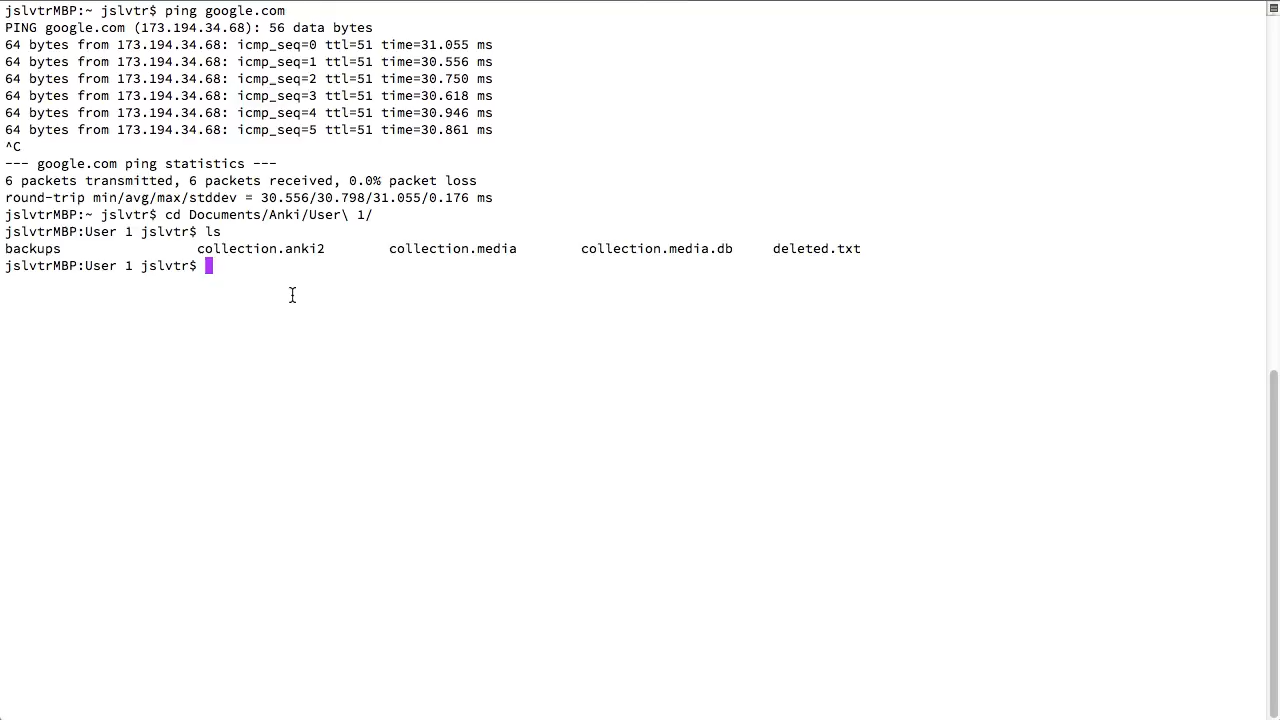 jslvtrMBP:~ jslvtr$ ping google.com
PING google.com (173.194.34.68): 56 data bytes
64 bytes from 173.194.34.68: icmp_seq=0 ttl=51 time=31.055 ms
64 bytes from 173.194.34.68: icmp_seq=1 ttl=51 time=30.556 ms
64 bytes from 173.194.34.68: icmp_seq=2 ttl=51 time=30.750 ms
64 bytes from 173.194.34.68: icmp_seq=3 ttl=51 time=30.618 ms
64 bytes from 173.194.34.68: icmp_seq=4 ttl=51 time=30.946 ms
64 bytes from 173.194.34.68: icmp_seq=5 ttl=51 time=30.861 ms
^C
--- google.com ping statistics ---
6 packets transmitted, 6 packets received, 0.0% packet loss
round-trip min/avg/max/stddev = 30.556/30.798/31.055/0.176 ms
jslvtrMBP:~ jslvtr$ cd Documents/Anki/User\ 1/
jslvtrMBP:User 1 jslvtr$ ls
backups collection.anki2 collection.media collection.media.db deleted.txt
jslvtrMBP:User 1 jslvtr$